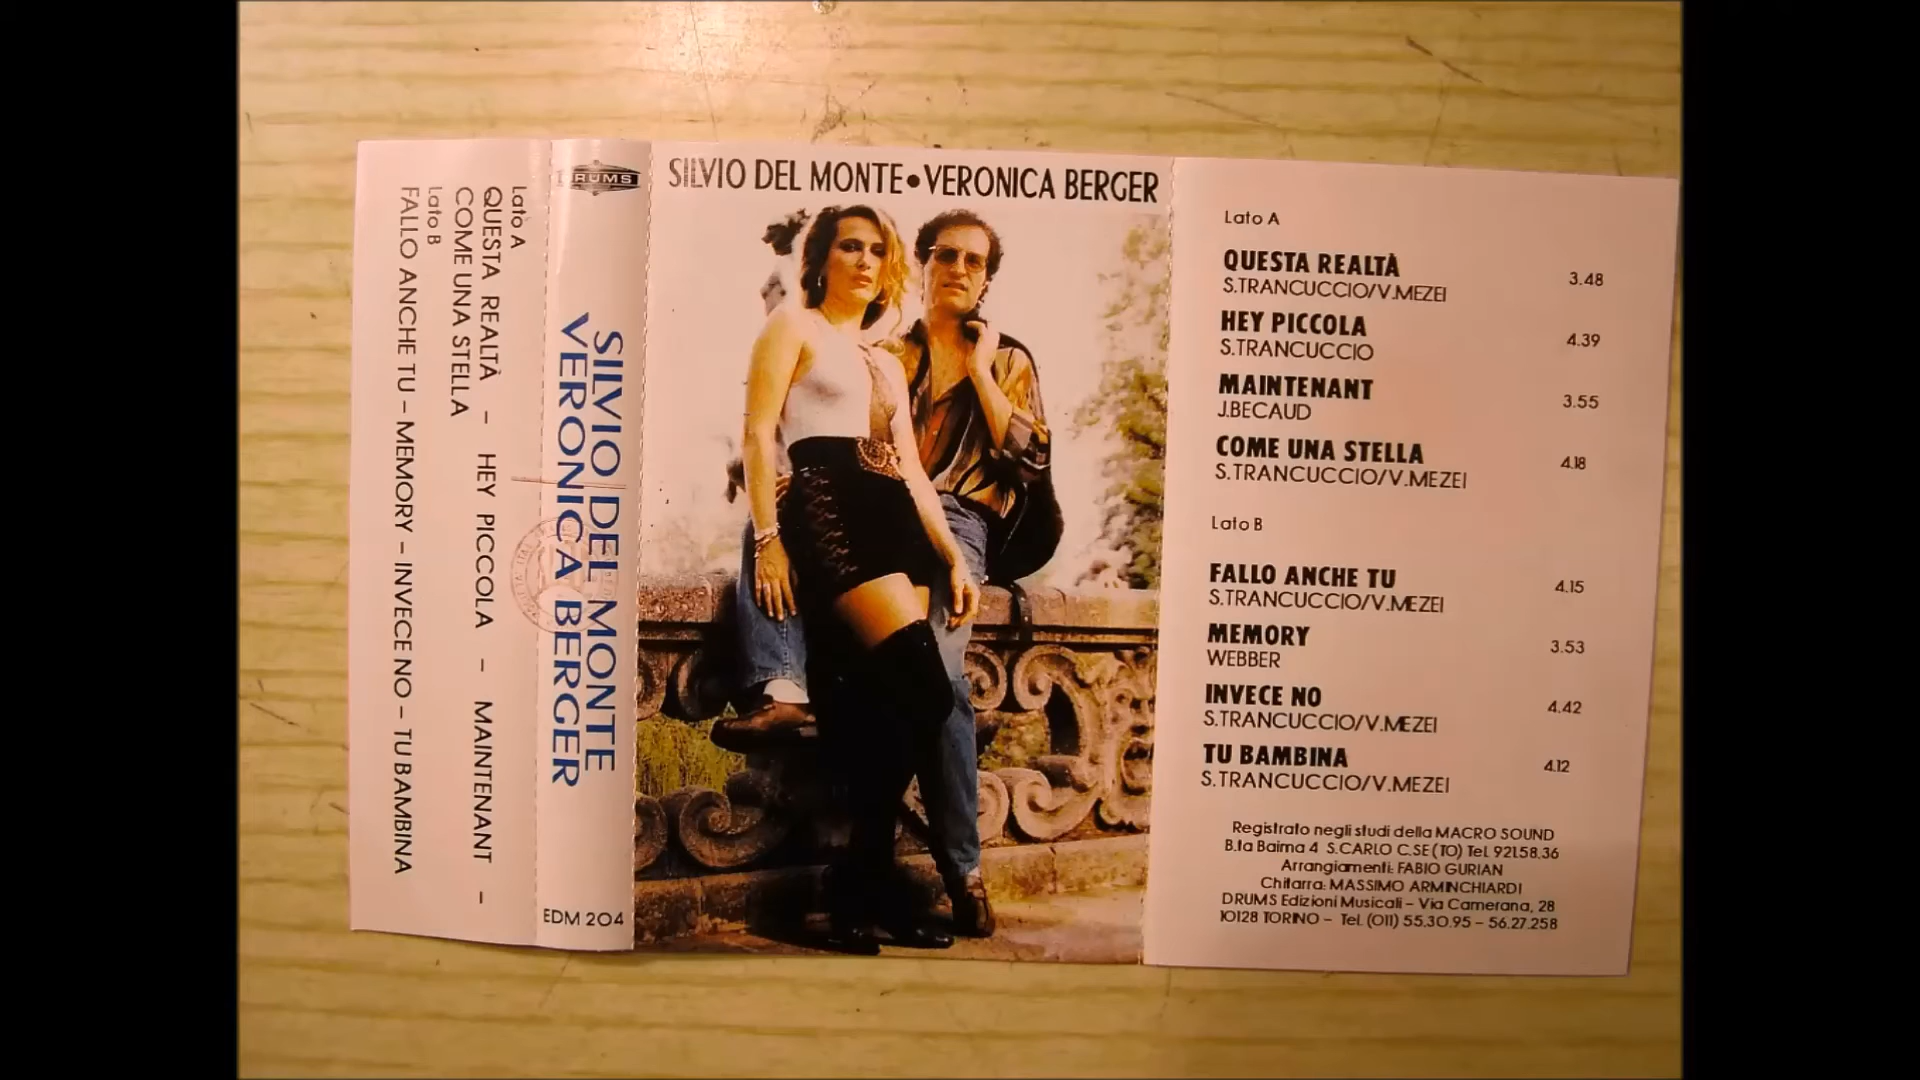 Lato A
QUESTA REALTÀ – HEY PICCOLA – MAINTENANT –
COME UNA STELLA
Lato B
FALLO ANCHE TU – MEMORY – INVECE NO – TU BAMBINA
DRUMS
SILVIO DEL MONTE
VERONICA BERGER
EDM 204
SILVIO DEL MONTE•VERONICA BERGER
Lato A
QUESTA REALTÀ 3.48
S.TRANCUCCIO/V.MEZEI
HEY PICCOLA 4.39
S.TRANCUCCIO
MAINTENANT 3.55
J.BECAUD
COME UNA STELLA 4.18
S.TRANCUCCIO/V.MEZEI
Lato B
FALLO ANCHE TU 4.15
S.TRANCUCCIO/V.MEZEI
MEMORY 3.53
WEBBER
INVECE NO 4.42
S.TRANCUCCIO/V.MEZEI
TU BAMBINA 4.12
S.TRANCUCCIO/V.MEZEI
Registrato negli studi della MACRO SOUND
B.ta Baima 4 S.CARLO C.SE (TO) Tel. 921.58.36
Arrangiamenti: FABIO GURIAN
Chitarra: MASSIMO ARMINCHIARDI
DRUMS Edizioni Musicali – Via Camerana, 28
10128 TORINO – Tel. (011) 55.30.95 – 56.27.258